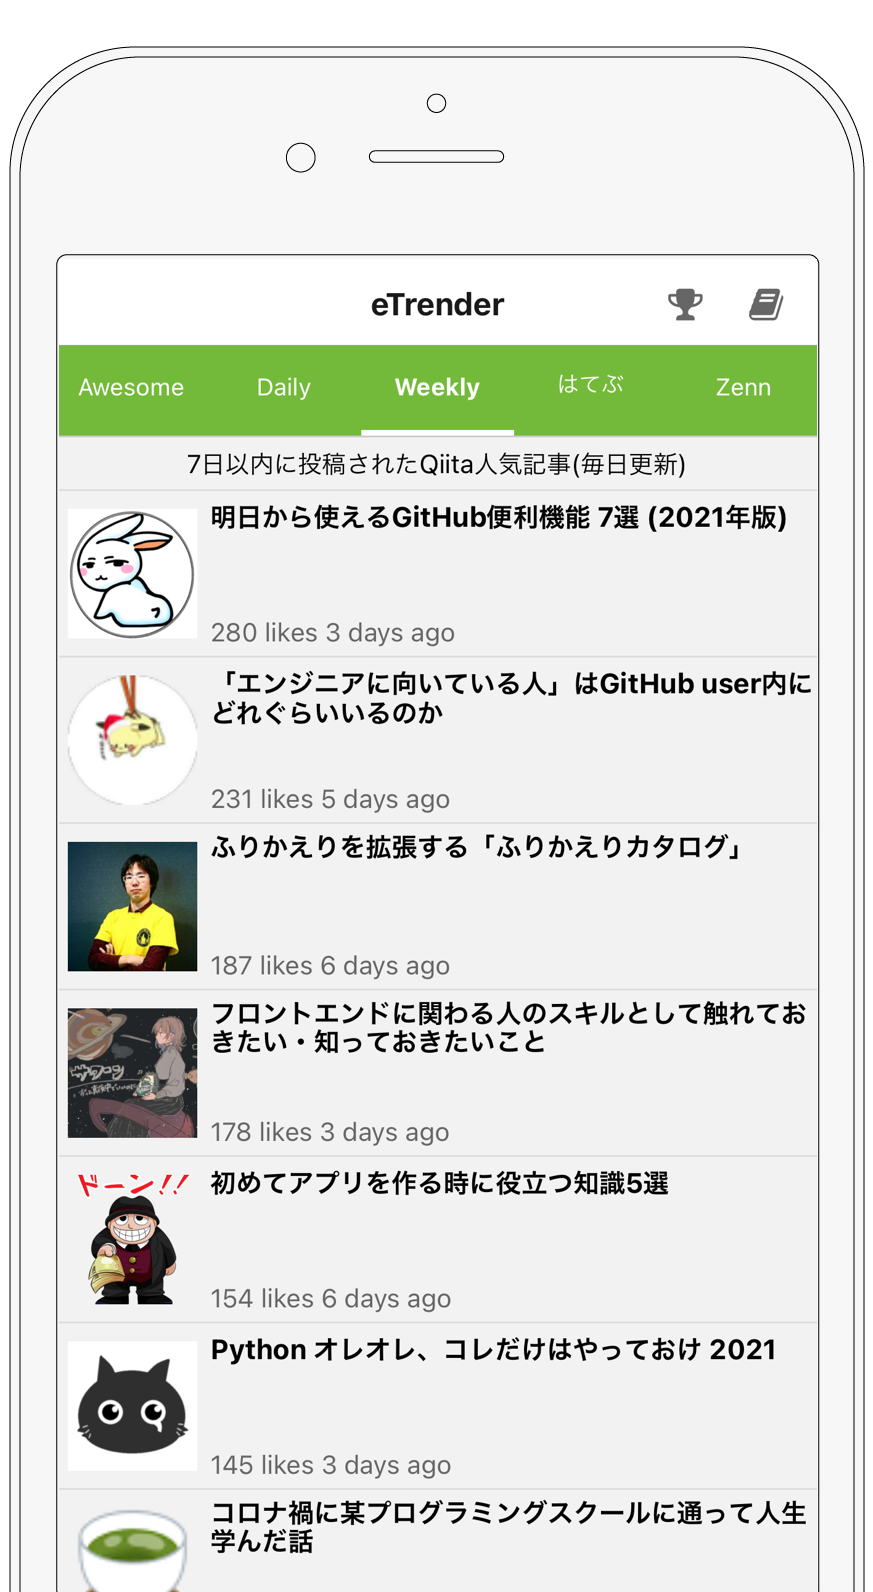 eTrender
Awesome
Daily
Weekly
はてぶ
Zenn
7日以内に投稿されたQiita人気記事(毎日更新)
明日から使えるGitHub便利機能 7選 (2021年版)
280 likes 3 days ago
「エンジニアに向いている人」はGitHub user内に
どれぐらいいるのか
231 likes 5 days ago
ふりかえりを拡張する「ふりかえりカタログ」
187 likes 6 days ago
フロントエンドに関わる人のスキルとして触れてお
きたい・知っておきたいこと
178 likes 3 days ago
ドーン!!
初めてアプリを作る時に役立つ知識5選
154 likes 6 days ago
Python オレオレ、コレだけはやっておけ 2021
145 likes 3 days ago
コロナ禍に某プログラミングスクールに通って人生
学んだ話